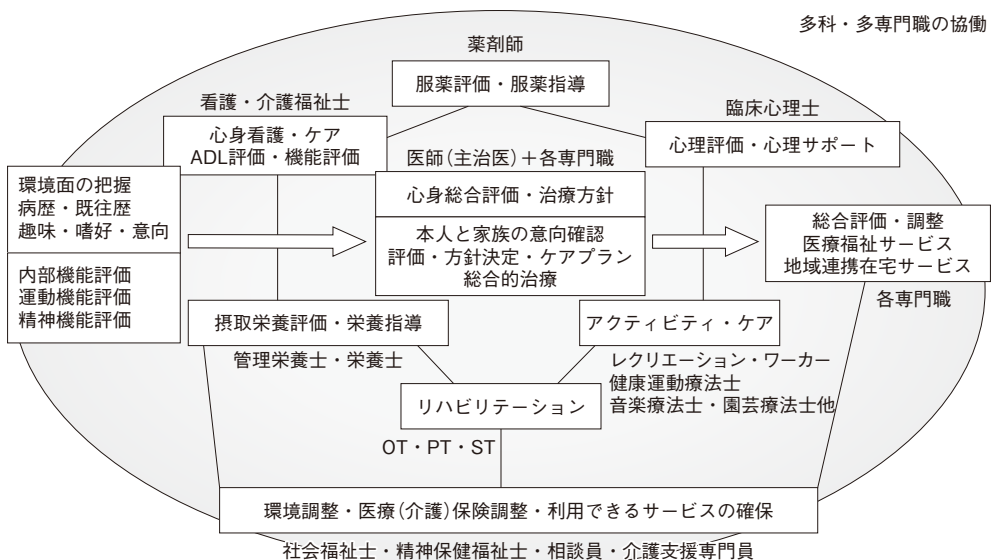 多科・多専門職の協働
薬剤師
服薬評価・服薬指導
看護・介護福祉士
心身看護・ケア
ADL評価・機能評価
臨床心理士
心理評価・心理サポート
医師(主治医)＋各専門職
心身総合評価・治療方針
本人と家族の意向確認
評価・方針決定・ケアプラン
総合的治療
環境面の把握
病歴・既往歴
趣味・嗜好・意向
内部機能評価
運動機能評価
精神機能評価
総合評価・調整
医療福祉サービス
地域連携在宅サービス
各専門職
摂取栄養評価・栄養指導
管理栄養士・栄養士
アクティビティ・ケア
レクリエーション・ワーカー
健康運動療法士
音楽療法士・園芸療法士他
リハビリテーション
OT・PT・ST
環境調整・医療(介護)保険調整・利用できるサービスの確保
社会福祉士・精神保健福祉士・相談員・介護支援専門員